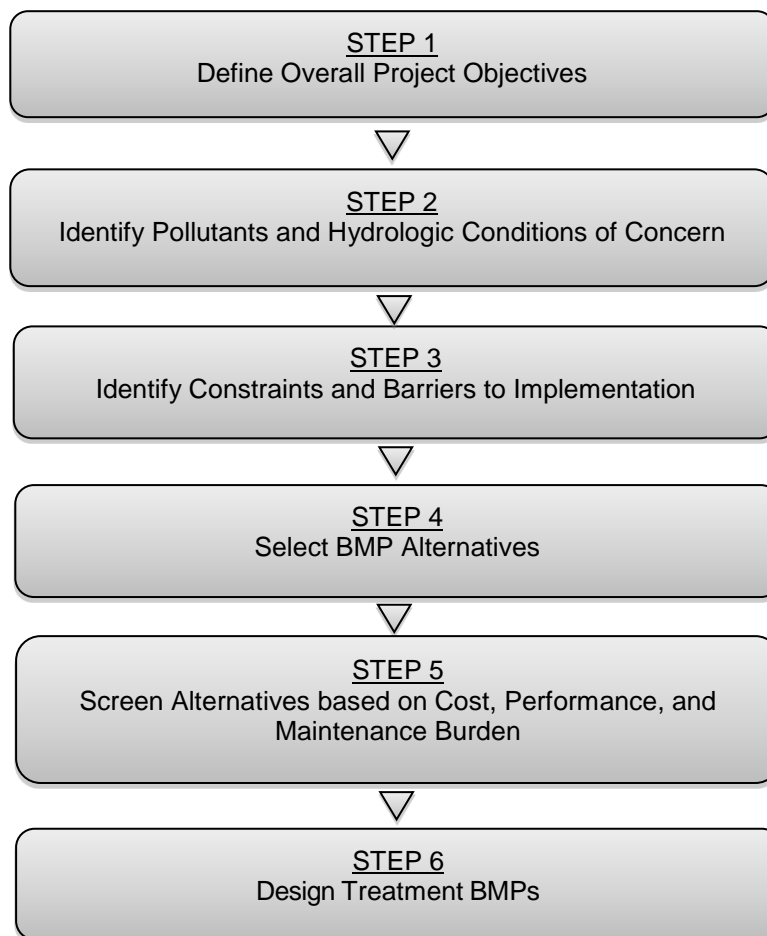 STEP 1
Define Overall Project Objectives
STEP 2
Identify Pollutants and Hydrologic Conditions of Concern
STEP 3
Identify Constraints and Barriers to Implementation
STEP 4
Select BMP Alternatives
STEP 5
Screen Alternatives based on Cost, Performance, and
Maintenance Burden
STEP 6
Design Treatment BMPs